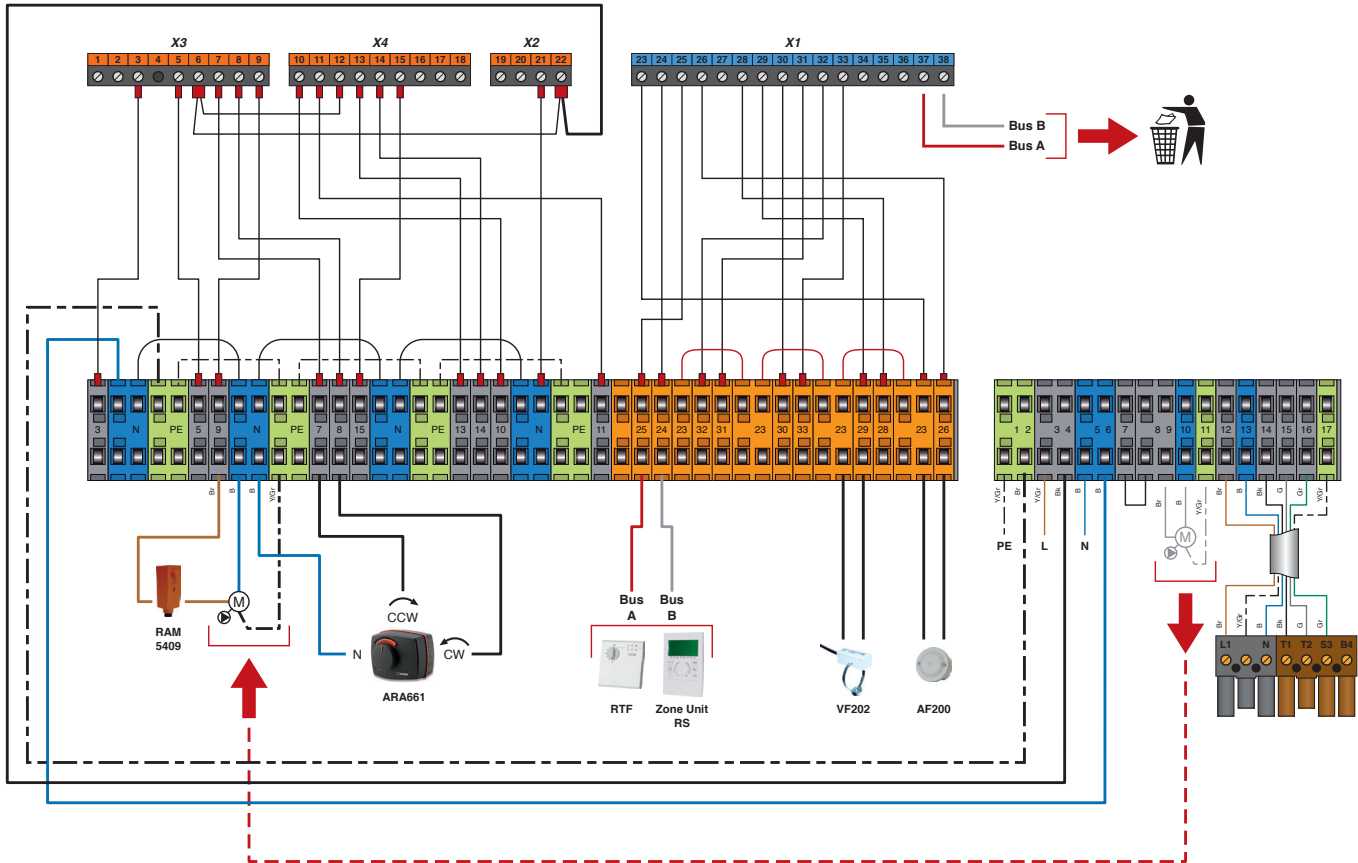 X3
X4
X2
X1
1 2 3 4 5 6 7 8 9
10 11 12 13 14 15 16 17 18
19 20 21 22
23 24 25 26 27 28 29 30 31 32 33 34 35 36 37 38
Bus B
Bus A
3 N PE 5 9 N PE 7 8 15 N PE 13 14 10 N PE 11 25 24 23 32 31 23 30 33 23 29 28 23 26
1 2 3 4 5 6 7 8 9 10 11 12 13 14 15 16 17
Br B B Y/Gr
Y/Gr Br Y/Gr Bk B B Br B Y/Gr Br B Bk G Gr Y/Gr
PE L N
M
RAM
5409
M
CCW
N
CW
ARA661
Bus
A
Bus
B
RTF
Zone Unit
RS
VF202
AF200
Br Y/Gr B Bk G Gr
L1 N T1 T2 S3 B4